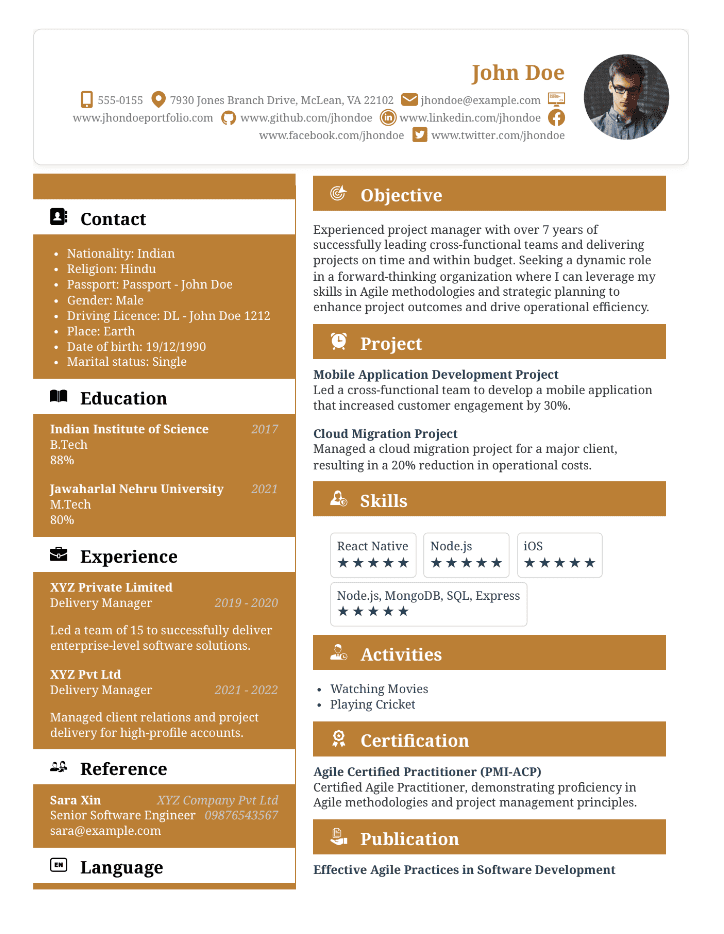 John Doe
555-0155 7930 Jones Branch Drive, McLean, VA 22102 jhondoe@example.com
www.jhondoeportfolio.com www.github.com/jhondoe www.linkedin.com/jhondoe
www.facebook.com/jhondoe www.twitter.com/jhondoe
Contact
• Nationality: Indian
• Religion: Hindu
• Passport: Passport - John Doe
• Gender: Male
• Driving Licence: DL - John Doe 1212
• Place: Earth
• Date of birth: 19/12/1990
• Marital status: Single
Education
Indian Institute of Science 2017
B.Tech
88%
Jawaharlal Nehru University 2021
M.Tech
80%
Experience
XYZ Private Limited
Delivery Manager 2019 - 2020
Led a team of 15 to successfully deliver
enterprise-level software solutions.
XYZ Pvt Ltd
Delivery Manager 2021 - 2022
Managed client relations and project
delivery for high-profile accounts.
Reference
Sara Xin XYZ Company Pvt Ltd
Senior Software Engineer 09876543567
sara@example.com
EN
Language
Objective
Experienced project manager with over 7 years of
successfully leading cross-functional teams and delivering
projects on time and within budget. Seeking a dynamic role
in a forward-thinking organization where I can leverage my
skills in Agile methodologies and strategic planning to
enhance project outcomes and drive operational efficiency.
Project
Mobile Application Development Project
Led a cross-functional team to develop a mobile application
that increased customer engagement by 30%.
Cloud Migration Project
Managed a cloud migration project for a major client,
resulting in a 20% reduction in operational costs.
Skills
React Native Node.js iOS
★★★★★ ★★★★★ ★★★★★
Node.js, MongoDB, SQL, Express
★★★★★
Activities
• Watching Movies
• Playing Cricket
Certification
Agile Certified Practitioner (PMI-ACP)
Certified Agile Practitioner, demonstrating proficiency in
Agile methodologies and project management principles.
Publication
Effective Agile Practices in Software Development